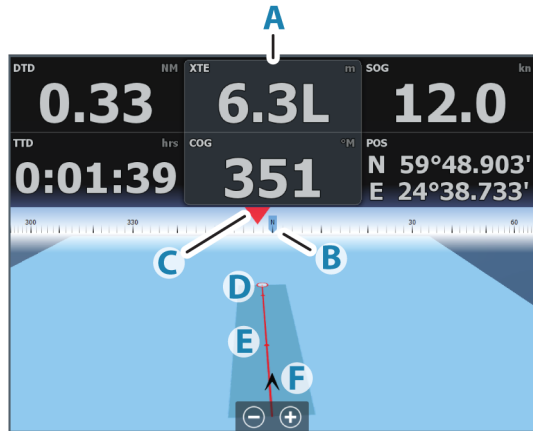 A
DTD NM XTE m SOG kn
0.33 6.3L 12.0
TTD hrs COG °M POS
0:01:39 351 N 59°48.903'
E 24°38.733'
300 330 N 30 60
C B
D
E
F